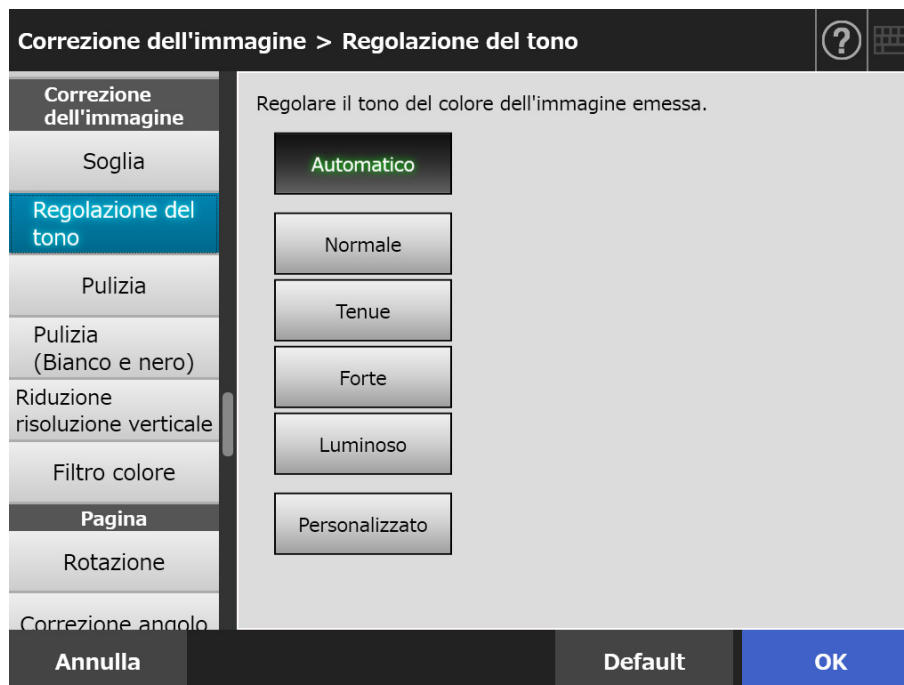 Correzione dell'immagine > Regolazione del tono
?
Correzione
dell'immagine
Soglia
Regolazione del
tono
Pulizia
Pulizia
(Bianco e nero)
Riduzione
risoluzione verticale
Filtro colore
Pagina
Rotazione
Correzione angolo
Regolare il tono del colore dell'immagine emessa.
Automatico
Normale
Tenue
Forte
Luminoso
Personalizzato
Annulla
Default
OK